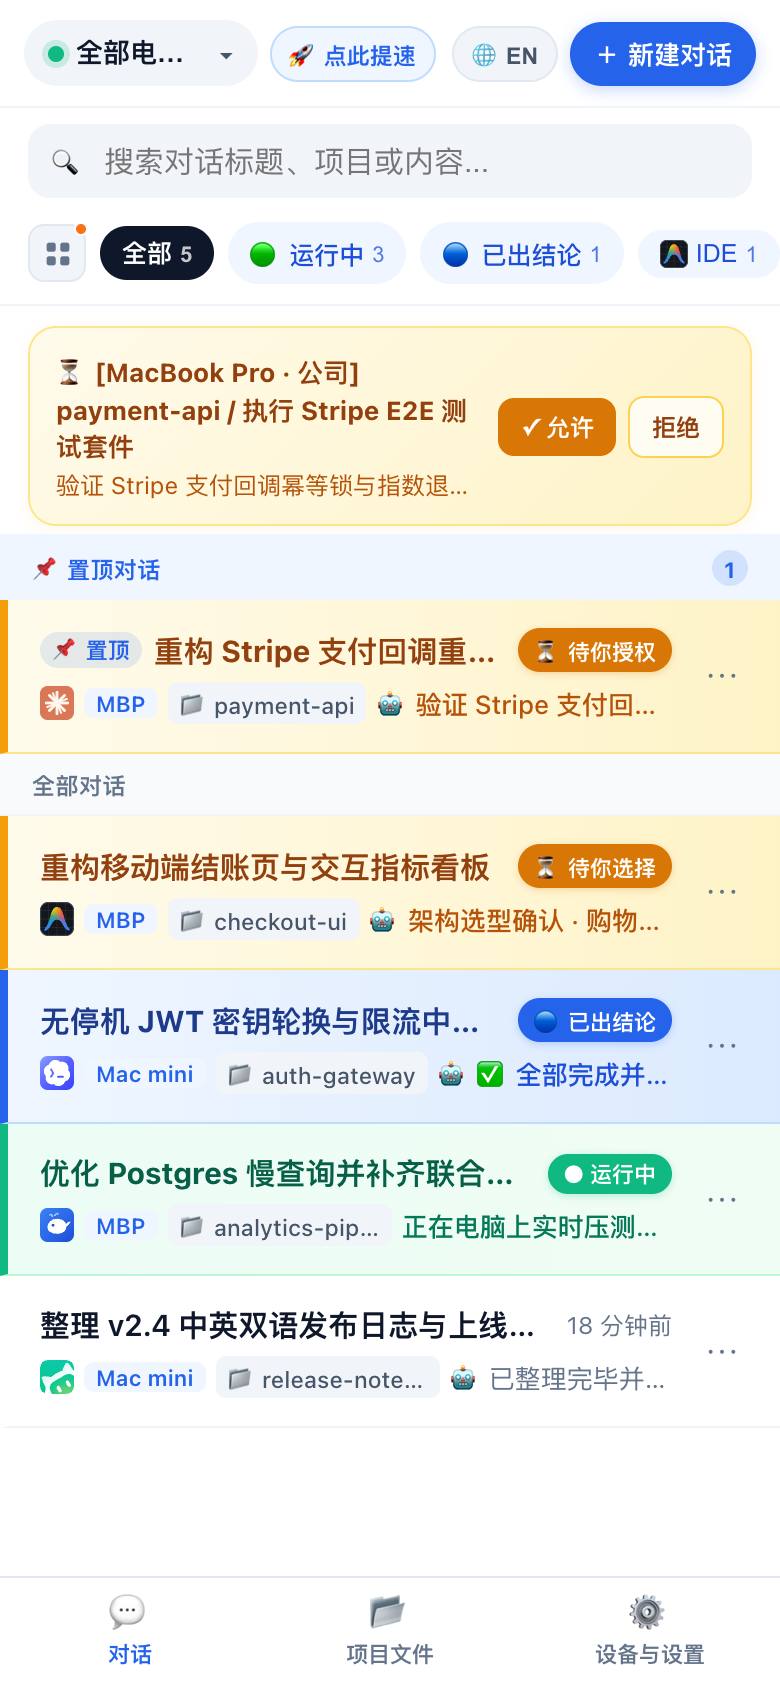 全部电...
🚀 点此提速
🌐 EN
+ 新建对话
🔍 搜索对话标题、项目或内容...
全部 5
运行中 3
已出结论 1
IDE 1
⏳ [MacBook Pro · 公司]
payment-api / 执行 Stripe E2E 测
试套件
验证 Stripe 支付回调幂等锁与指数退...
✓ 允许
拒绝
📌 置顶对话
1
📌 置顶 重构 Stripe 支付回调重... ⏳ 待你授权
MBP 📁 payment-api 🤖 验证 Stripe 支付回...
...
全部对话
重构移动端结账页与交互指标看板 ⏳ 待你选择
MBP 📁 checkout-ui 🤖 架构选型确认 · 购物...
...
无停机 JWT 密钥轮换与限流中... 🔵 已出结论
Mac mini 📁 auth-gateway 🤖 ✅ 全部完成并...
...
优化 Postgres 慢查询并补齐联合... 运行中
MBP 📁 analytics-pip... 正在电脑上实时压测...
...
整理 v2.4 中英双语发布日志与上线... 18 分钟前
Mac mini 📁 release-note... 🤖 已整理完毕并...
...
对话
项目文件
设备与设置